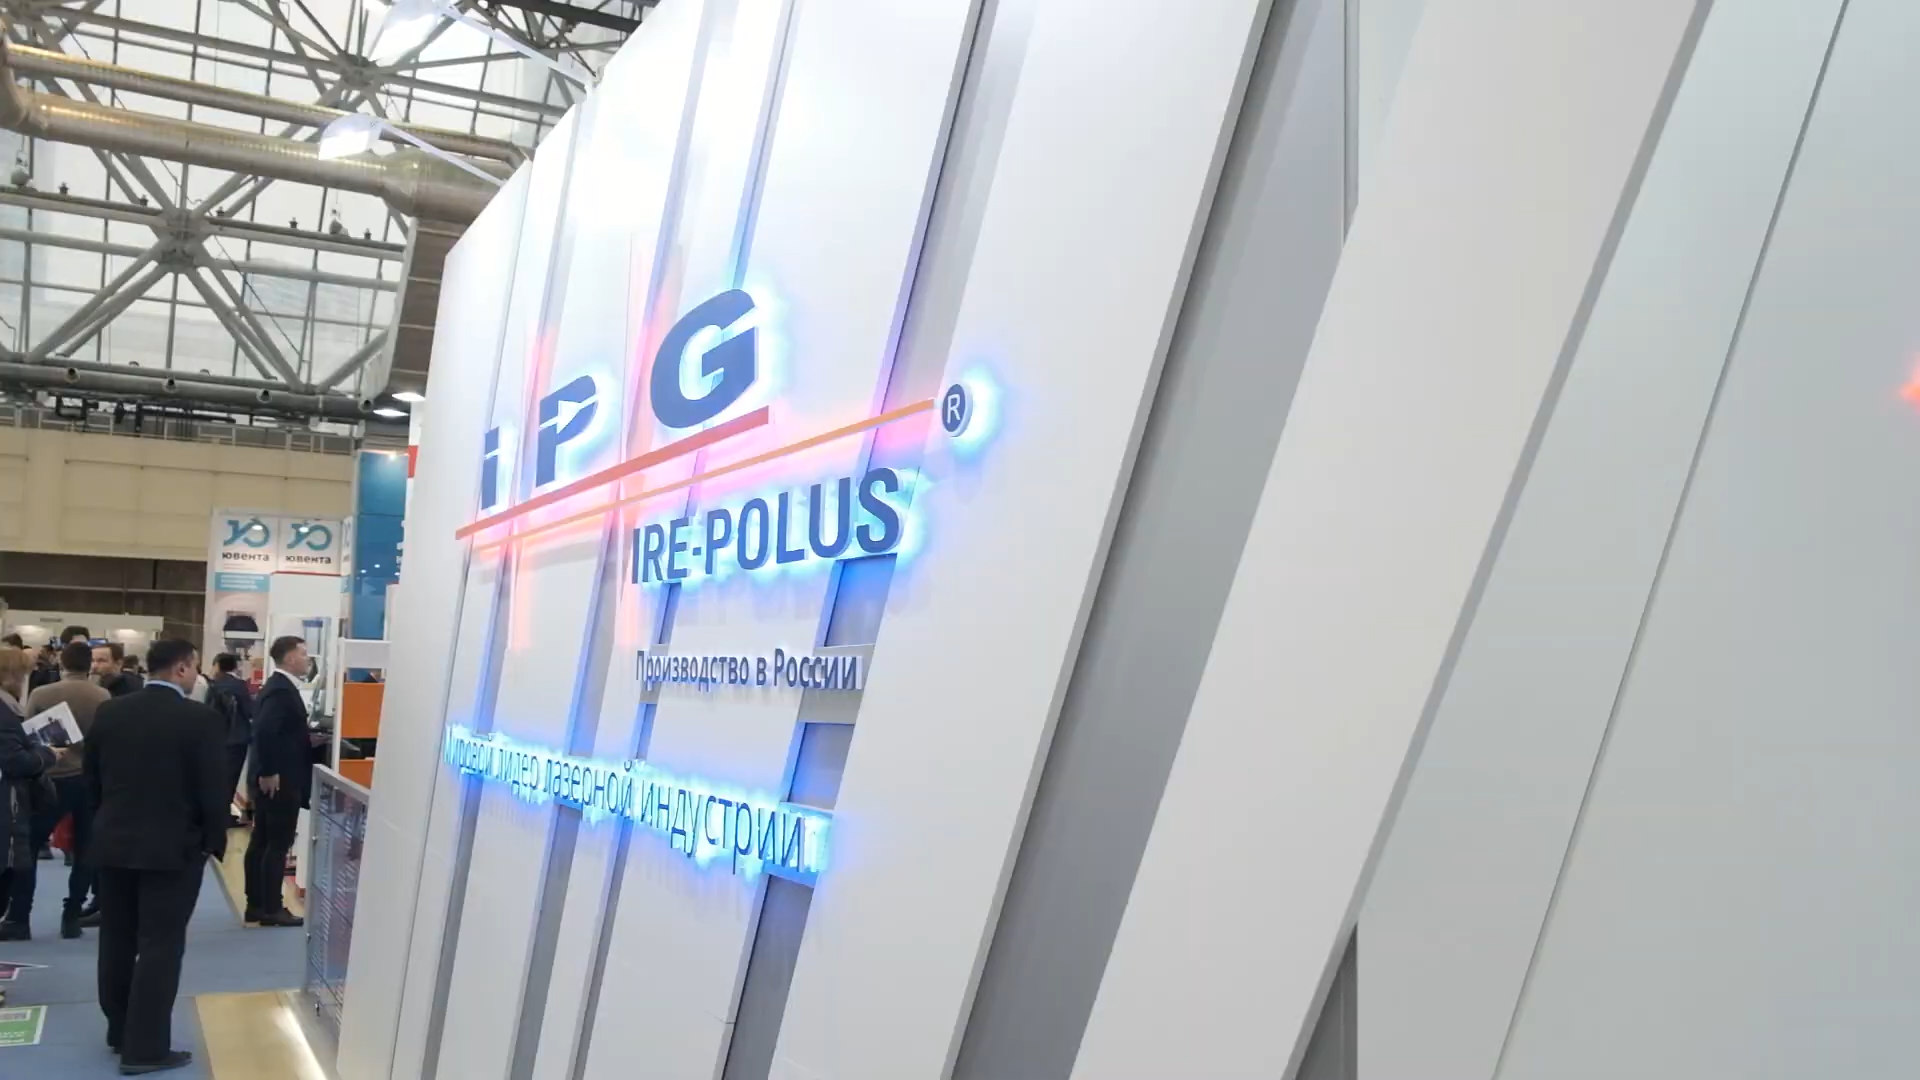 IPG
®
IRE-POLUS
Производство в России
Мировой лидер лазерной индустрии
ювента
ювента